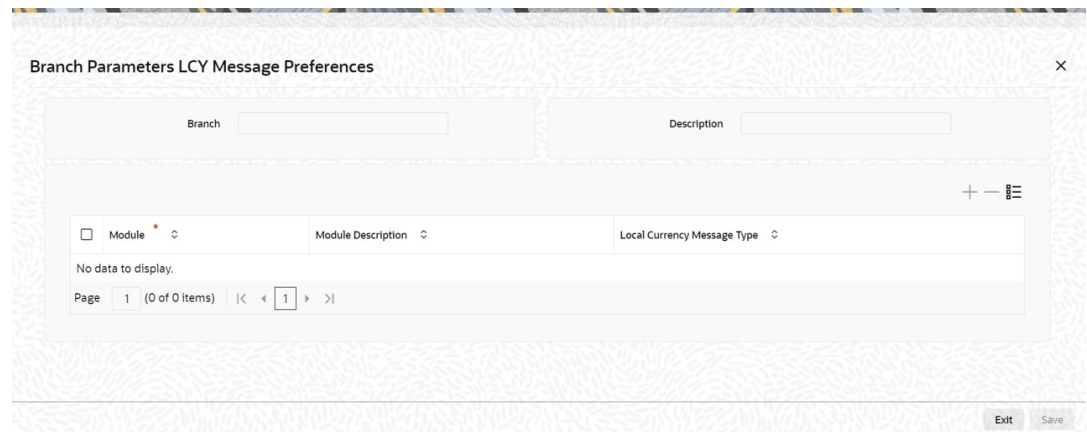 Branch Parameters LCY Message Preferences
Branch
Description
Module * Module Description Local Currency Message Type
No data to display.
Page 1 (0 of 0 items) 1
Exit Save